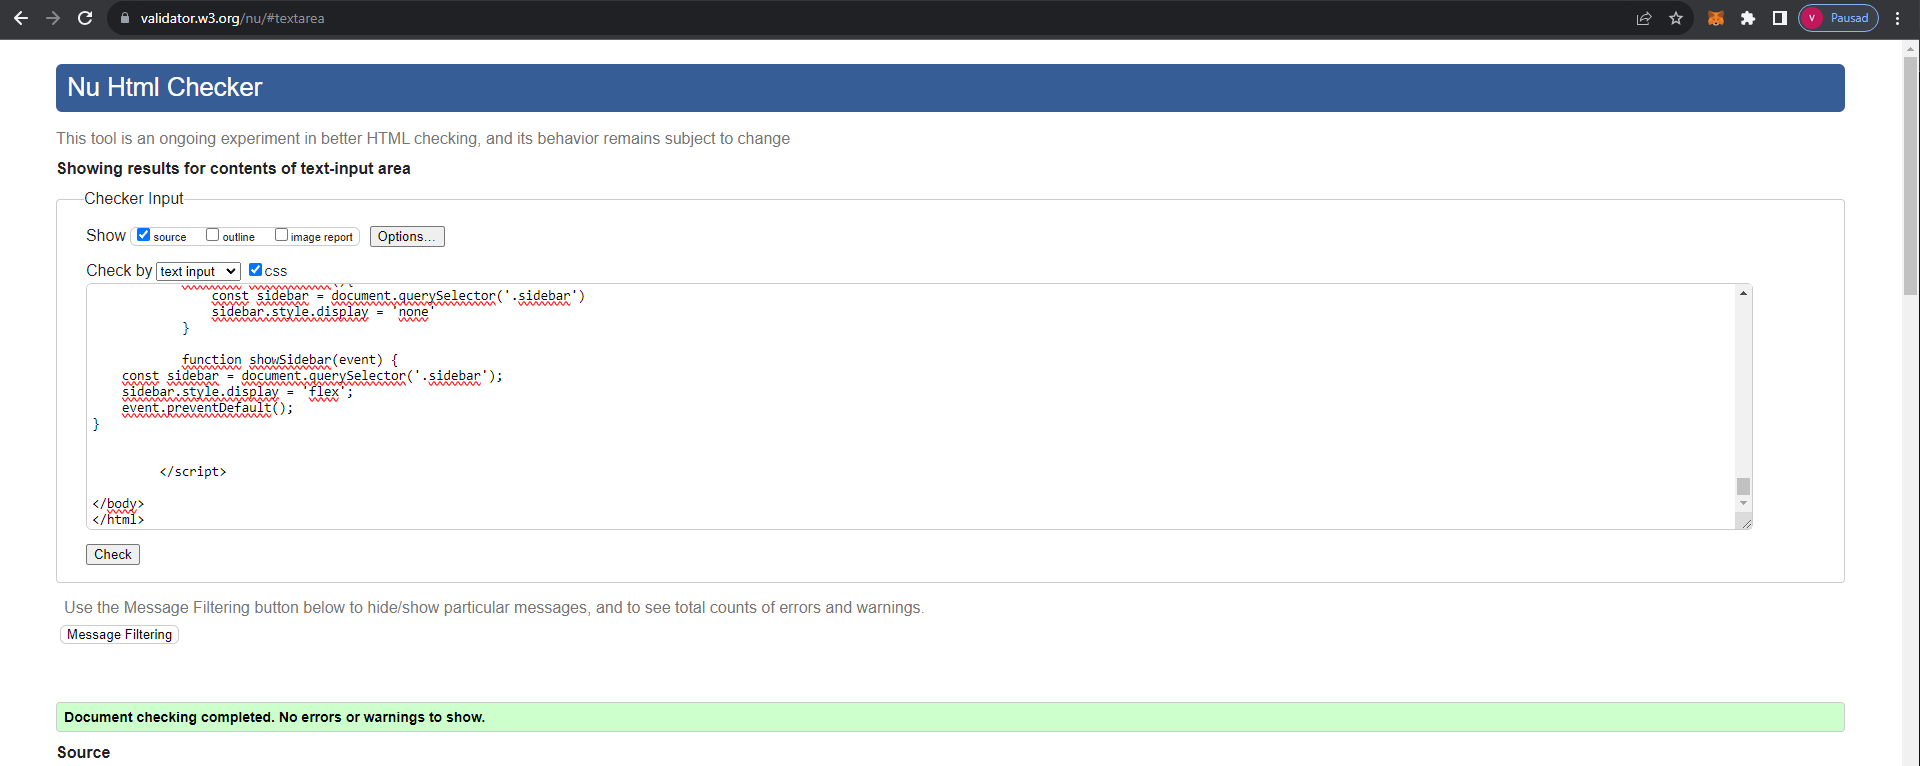 validator.w3.org/nu/#textarea
V Pausad
Nu Html Checker
This tool is an ongoing experiment in better HTML checking, and its behavior remains subject to change
Showing results for contents of text-input area
Checker Input
Show source outline image report Options...
Check by text input css
const sidebar = document.querySelector('.sidebar')
sidebar.style.display = 'none'
}
function showSidebar(event) {
const sidebar = document.querySelector('.sidebar');
sidebar.style.display = 'flex';
event.preventDefault();
}
</script>
</body>
</html>
Check
Use the Message Filtering button below to hide/show particular messages, and to see total counts of errors and warnings.
Message Filtering
Document checking completed. No errors or warnings to show.
Source